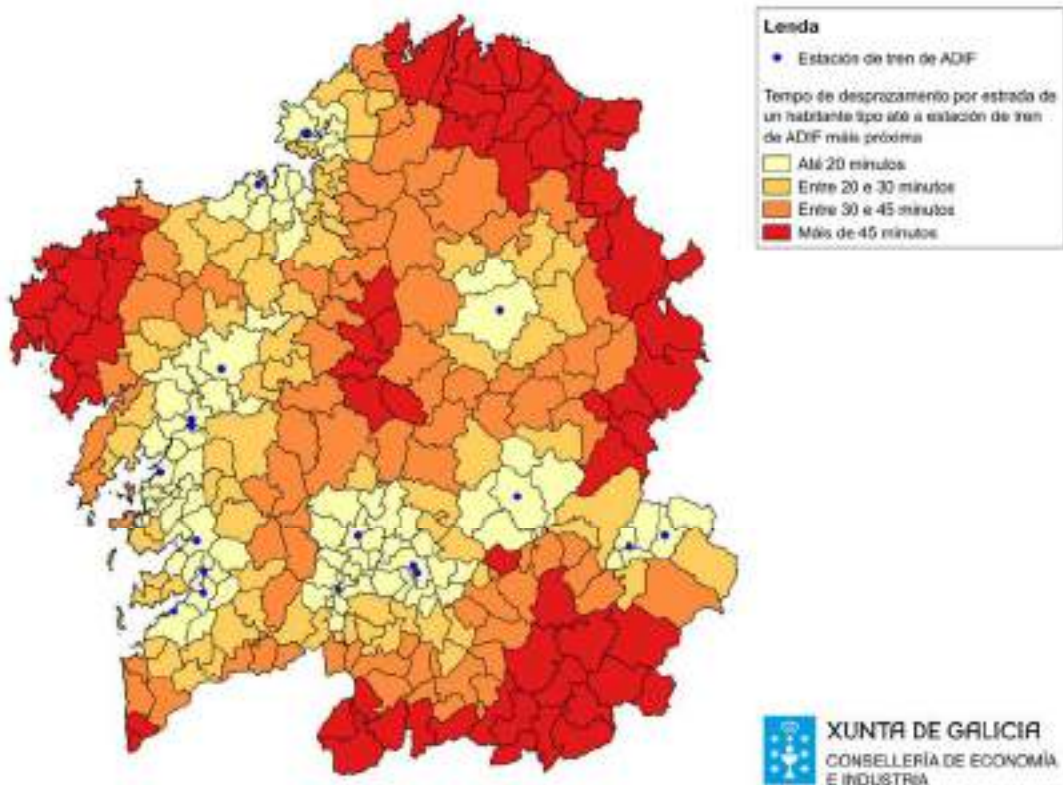 Lenda
Estación de tren de ADIF
Tempo de desprazamento por estrada de
un habitante tipo até a estación de tren
de ADIF máis próxima
Até 20 minutos
Entre 20 e 30 minutos
Entre 30 e 45 minutos
Máis de 45 minutos
XUNTA DE GALICIA
CONSELLERÍA DE ECONOMÍA
E INDUSTRIA